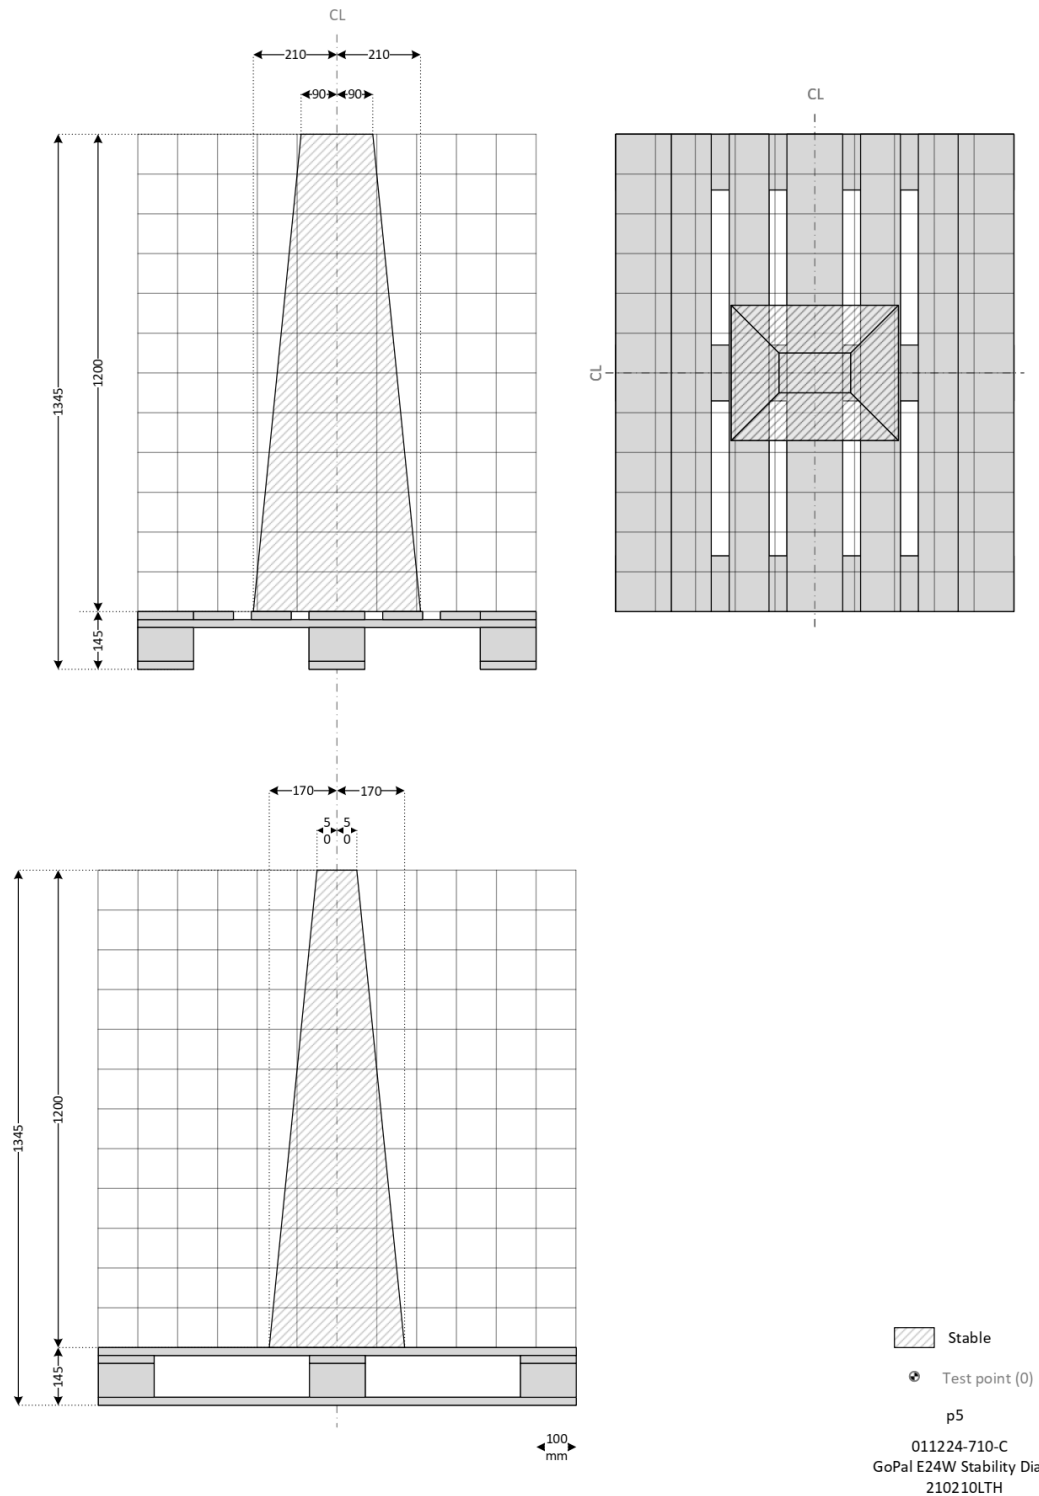 CL
210 210
90 90
CL
1345
1200
CL
145
170 170
5 5
0 0
1345
1200
145
Stable
Test point (0)
p5
100
mm
011224-710-C
GoPal E24W Stability Dia
210210LTH